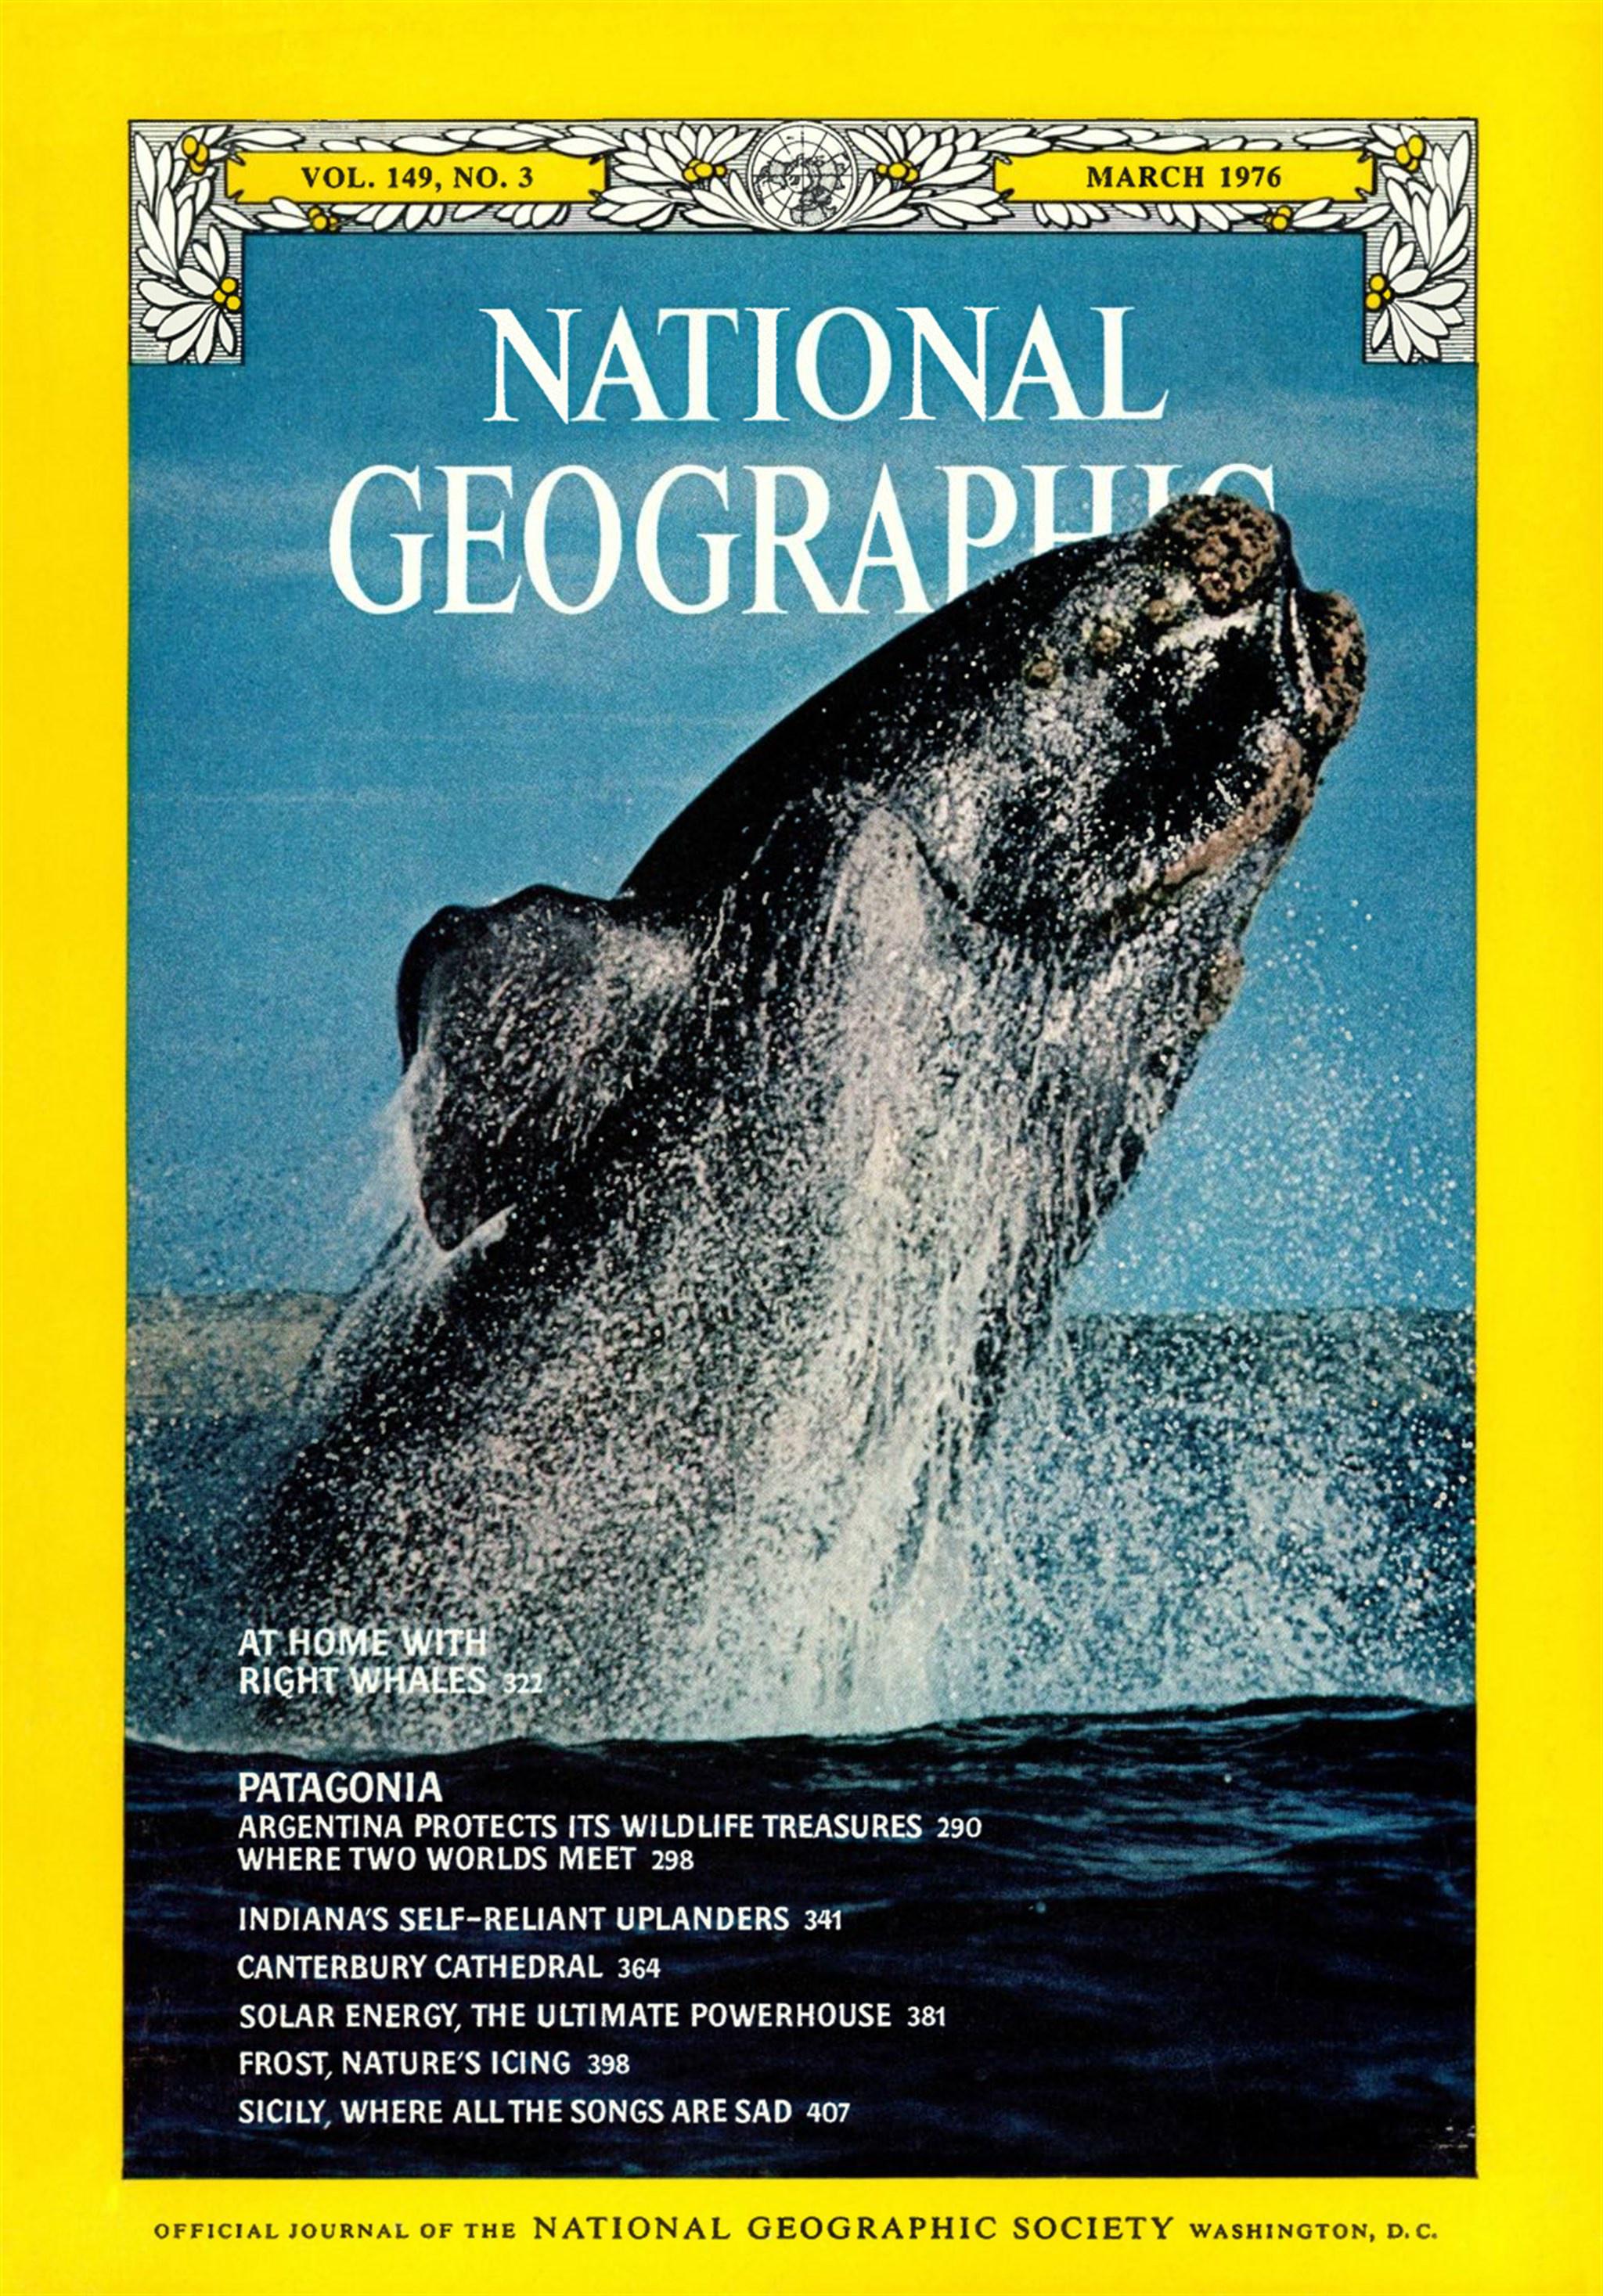 VOL. 149, NO. 3
MARCH 1976
NATIONAL
GEOGRAPHIC
AT HOME WITH
RIGHT WHALES 322
PATAGONIA
ARGENTINA PROTECTS ITS WILDLIFE TREASURES 290
WHERE TWO WORLDS MEET 298
INDIANA'S SELF-RELIANT UPLANDERS 341
CANTERBURY CATHEDRAL 364
SOLAR ENERGY, THE ULTIMATE POWERHOUSE 381
FROST, NATURE'S ICING 398
SICILY, WHERE ALL THE SONGS ARE SAD 407
OFFICIAL JOURNAL OF THE NATIONAL GEOGRAPHIC SOCIETY WASHINGTON, D.C.